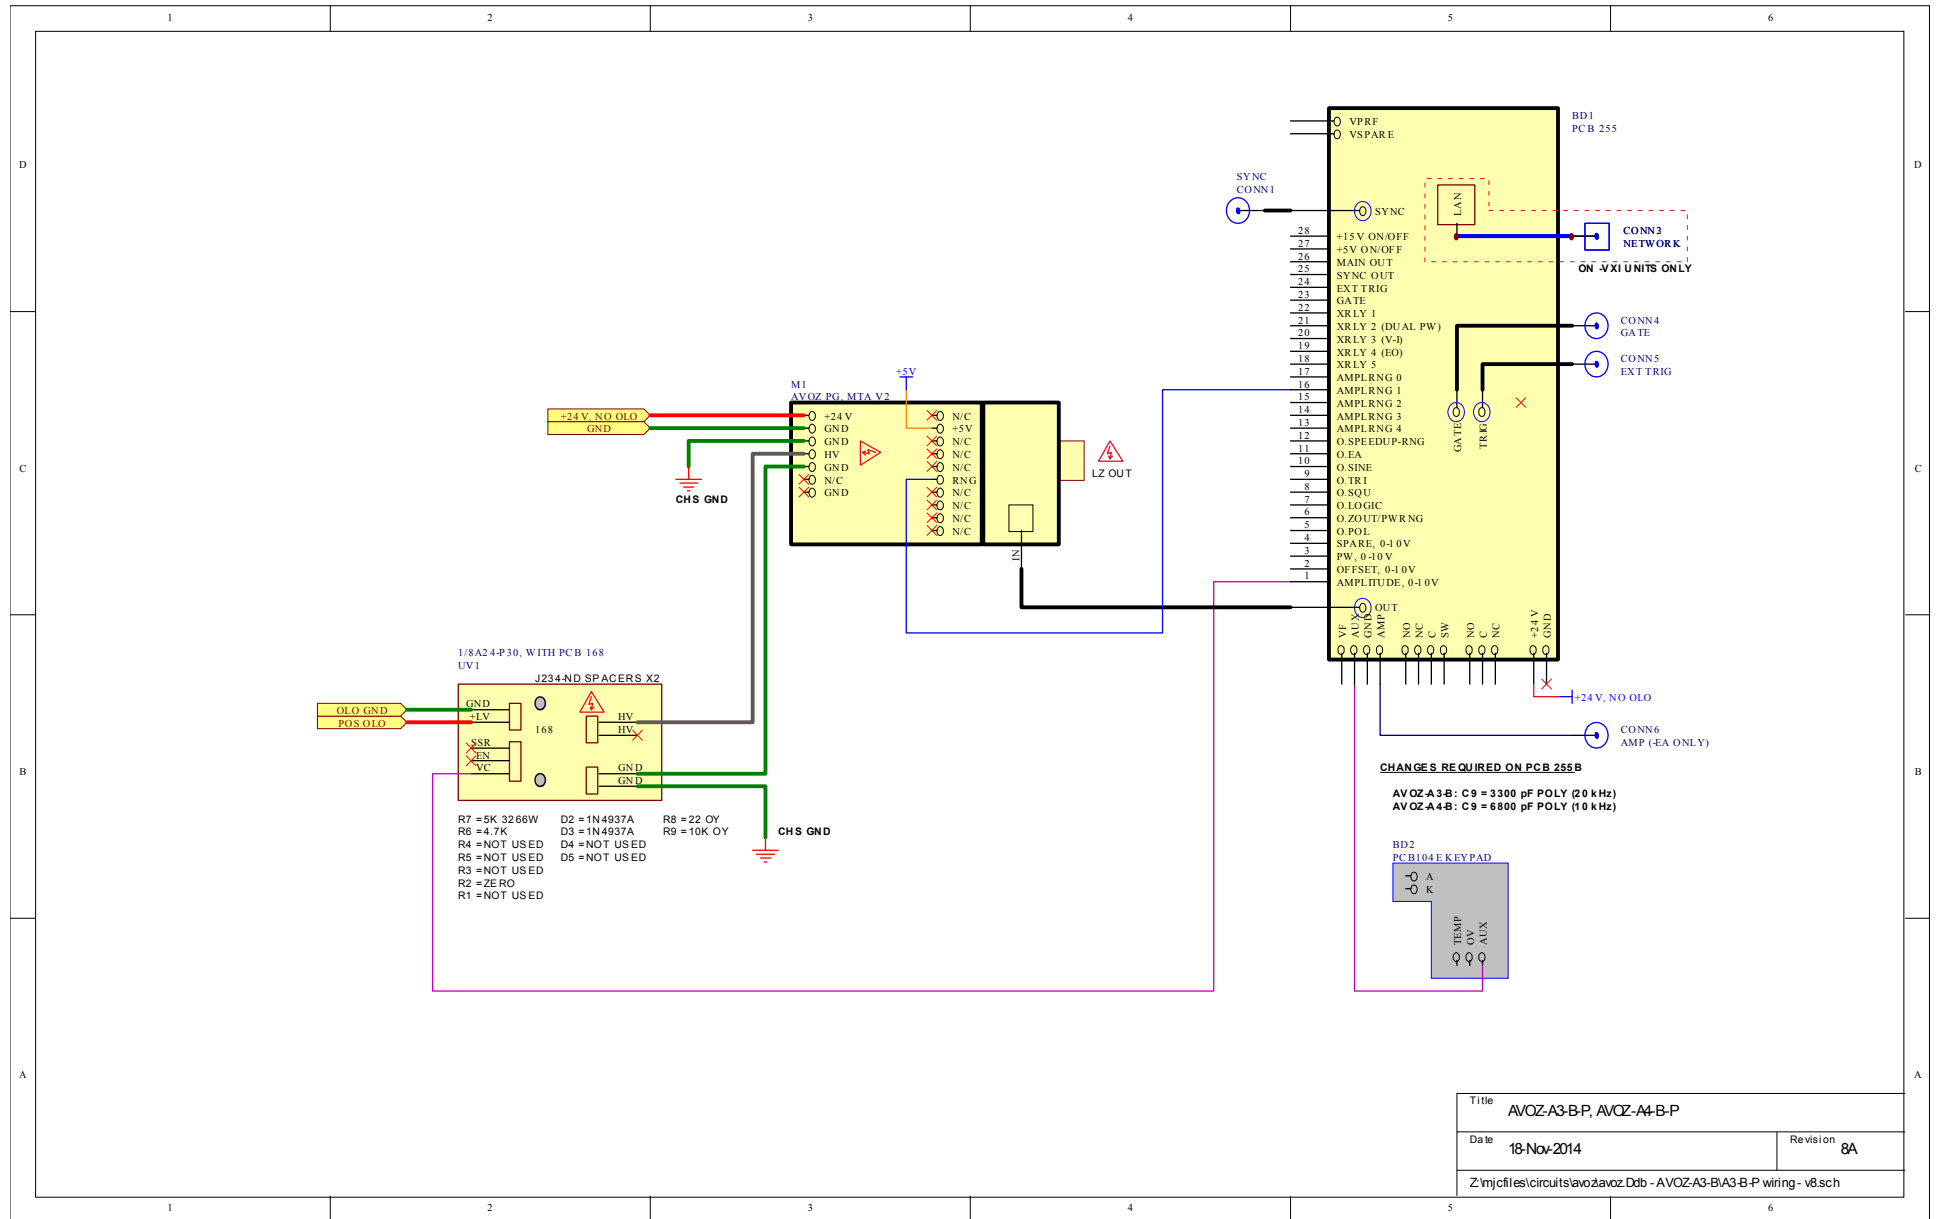 1 2 3 4 5 6
D
D
C
C
B
B
A
A
VPRF
VSPARE
BD1
PCB 255
SYNC
CONN1
SYNC
LAN
CONN3
NETWORK
ON -VXI UNITS ONLY
28 +15V ON/OFF
27 +5V ON/OFF
26 MAIN OUT
25 SYNC OUT
24 EXT TRIG
23 GATE
22 XRLY 1
21 XRLY 2 (DUAL PW)
20 XRLY 3 (V-I)
19 XRLY 4 (EO)
18 XRLY 5
17 AMPLRNG 0
16 AMPLRNG 1
15 AMPLRNG 2
14 AMPLRNG 3
13 AMPLRNG 4
12 O.SPEEDUP-RNG
11 O.EA
10 O.SINE
9 O.TRI
8 O.SQU
7 O.LOGIC
6 O.ZOUT/PWRNG
5 O.POL
4 SPARE, 0-10V
3 PW, 0-10V
2 OFFSET, 0-10V
1 AMPLITUDE, 0-10V
CONN4
GATE
CONN5
EXT TRIG
GATE
TRIG
OUT
VF
AUX
GND
AMP
NO
NC
C
SW
NO
C
NC
+24V
GND
+24V, NO OLO
CONN6
AMP (-EA ONLY)
+5V
M1
AVOZ PG, MTA V2
+24V, NO OLO
GND
+24V
GND
GND
HV
GND
N/C
GND
N/C
+5V
N/C
N/C
N/C
RNG
N/C
N/C
N/C
N/C
IN
LZ OUT
CHS GND
1/8A24-P30, WITH PCB 168
UV1
J234-ND SPACERS X2
OLO GND
POS OLO
GND
+LV
168
SSR
EN
VC
HV
HV
GND
GND
R7 =5K 3266W D2 =1N4937A R8 =22 OY
R6 =4.7K D3 =1N4937A R9 =10K OY
R4 =NOT USED D4 =NOT USED
R5 =NOT USED D5 =NOT USED
R3 =NOT USED
R2 =ZERO
R1 =NOT USED
CHS GND
CHANGES REQUIRED ON PCB 255B
AVOZ-A3-B: C9 = 3300 pF POLY (20 kHz)
AVOZ-A4-B: C9 = 6800 pF POLY (10 kHz)
BD2
PCB104E KEYPAD
A
K
TEMP
OV
AUX
Title AVOZ-A3-B-P, AVOZ-A4-B-P
Date 18-Nov-2014 Revision 8A
Z:\mjcfiles\circuits\avoz\avoz.Ddb - AVOZ-A3-B\A3-B-P wiring - v8.sch
1 2 3 4 5 6